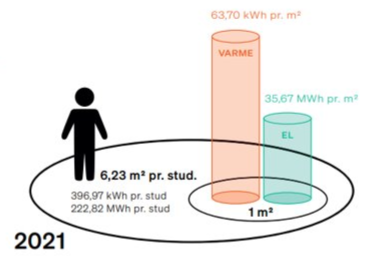 63,70 kWh pr. m²
VARME
35,67 MWh pr. m²
EL
6,23 m² pr. stud.
396,97 kWh pr. stud
222,82 MWh pr. stud
1 m²
2021